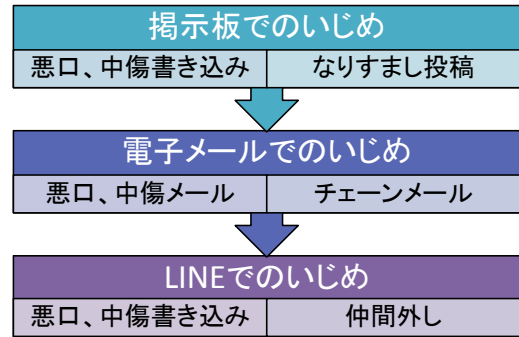 掲示板でのいじめ
悪口、中傷書き込み なりすまし投稿
電子メールでのいじめ
悪口、中傷メール チェーンメール
LINEでのいじめ
悪口、中傷書き込み 仲間外し